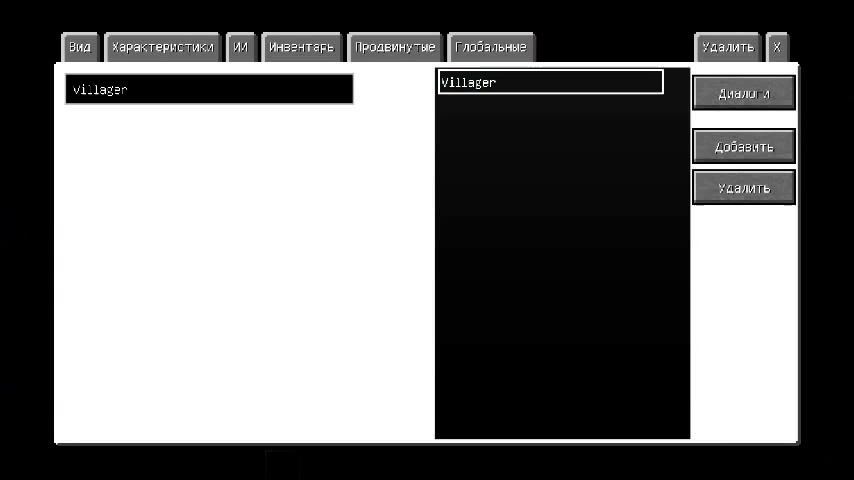 Вид Характеристики ИИ Инвентарь Продвинутые Глобальные Удалить X
Villager
Villager
Диалоги
Добавить
Удалить